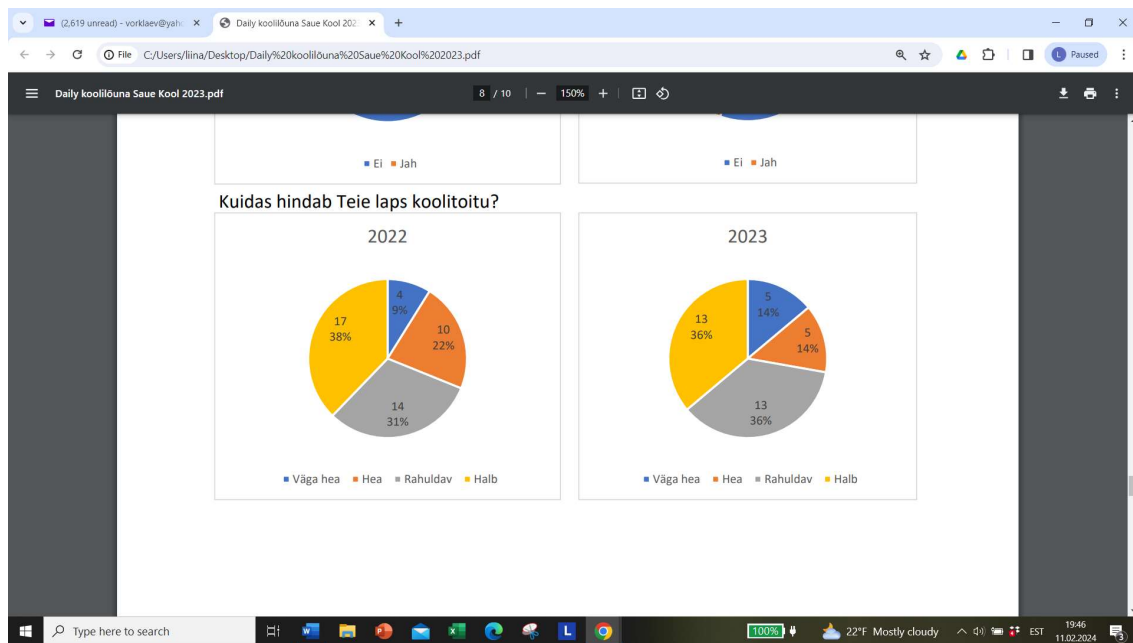 (2,619 unread) - vorklaev@yah
Daily koolilõuna Saue Kool 202
File C:/Users/liina/Desktop/Daily%20koolilõuna%20Saue%20Kool%202023.pdf
Paused
Daily koolilõuna Saue Kool 2023.pdf
8 / 10
150%
Ei Jah
Ei Jah
Kuidas hindab Teie laps koolitoitu?
2022
4
9%
10
22%
14
31%
17
38%
Väga hea Hea Rahuldav Halb
2023
5
14%
5
14%
13
36%
13
36%
Väga hea Hea Rahuldav Halb
Type here to search
100%
22°F Mostly cloudy
EST
19:46
11.02.2024
3